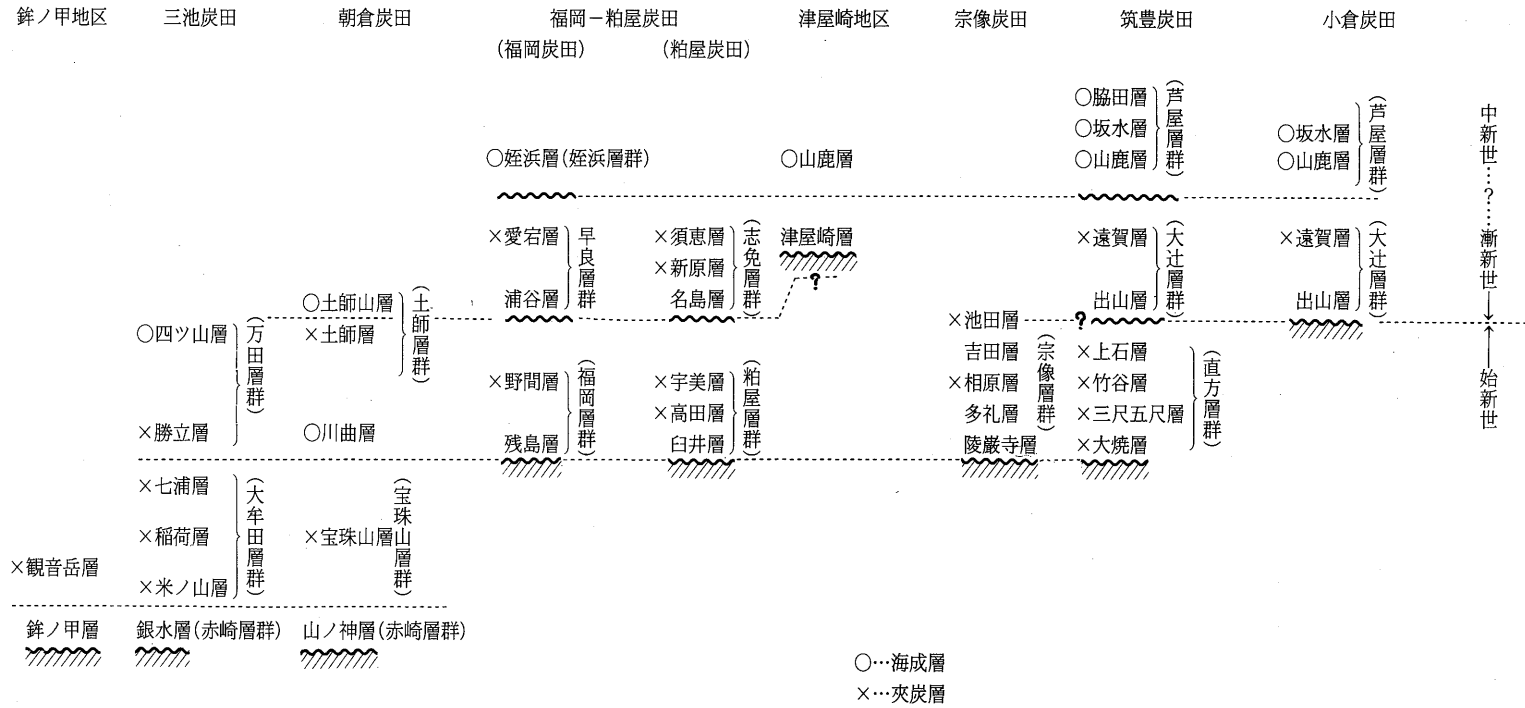 鉾ノ甲地区 三池炭田 朝倉炭田 福岡－粕屋炭田 津屋崎地区 宗像炭田 筑豊炭田 小倉炭田
(福岡炭田) (粕屋炭田)
×観音岳層
鉾ノ甲層
○四ツ山層
×勝立層
(万田層群)
×七浦層
×稲荷層
×米ノ山層
(大牟田層群)
銀水層(赤崎層群)
○土師山層
×土師層
(土師層群)
○川曲層
×宝珠山層
(宝珠山層群)
山ノ神層(赤崎層群)
○姪浜層(姪浜層群)
×愛宕層
浦谷層
早良層群
×野間層
残島層
(福岡層群)
×須恵層
×新原層
名島層
(志免層群)
×宇美層
×高田層
臼井層
(粕屋層群)
○山鹿層
津屋崎層
?
×池田層
吉田層
×相原層
多礼層
陵厳寺層
(宗像層群)
○脇田層
○坂水層
○山鹿層
(芦屋層群)
×遠賀層
出山層
(大辻層群)
?
×上石層
×竹谷層
×三尺五尺層
×大焼層
(直方層群)
○坂水層
○山鹿層
(芦屋層群)
×遠賀層
出山層
(大辻層群)
中新世…?…漸新世
始新世
○…海成層
×…夾炭層